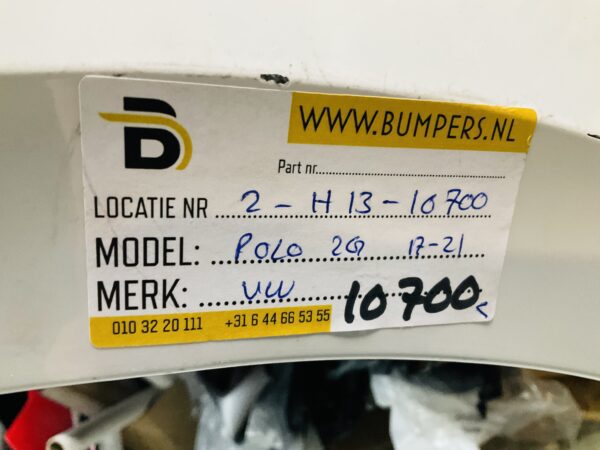 B
WWW.BUMPERS.NL
Part nr.
LOCATIE NR 2 - H 13 - 10700
MODEL: POLO 2G 17-21
MERK: VW 10700
010 32 20 111 +31 6 44 66 53 55